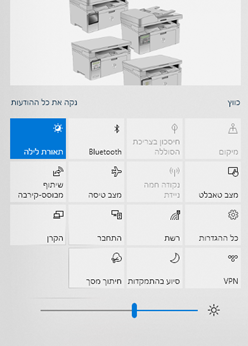 כווץ
נקה את כל ההודעות
מיקום
חיסכון בצריכת
הסוללה
Bluetooth
תאורת לילה
מצב טאבלט
נקודה חמה
ניידת
מצב טיסה
שיתוף
מבוסס-קירבה
כל ההגדרות
רשת
התחבר
הקרן
VPN
סיוע בהתמקדות
חיתוך מסך